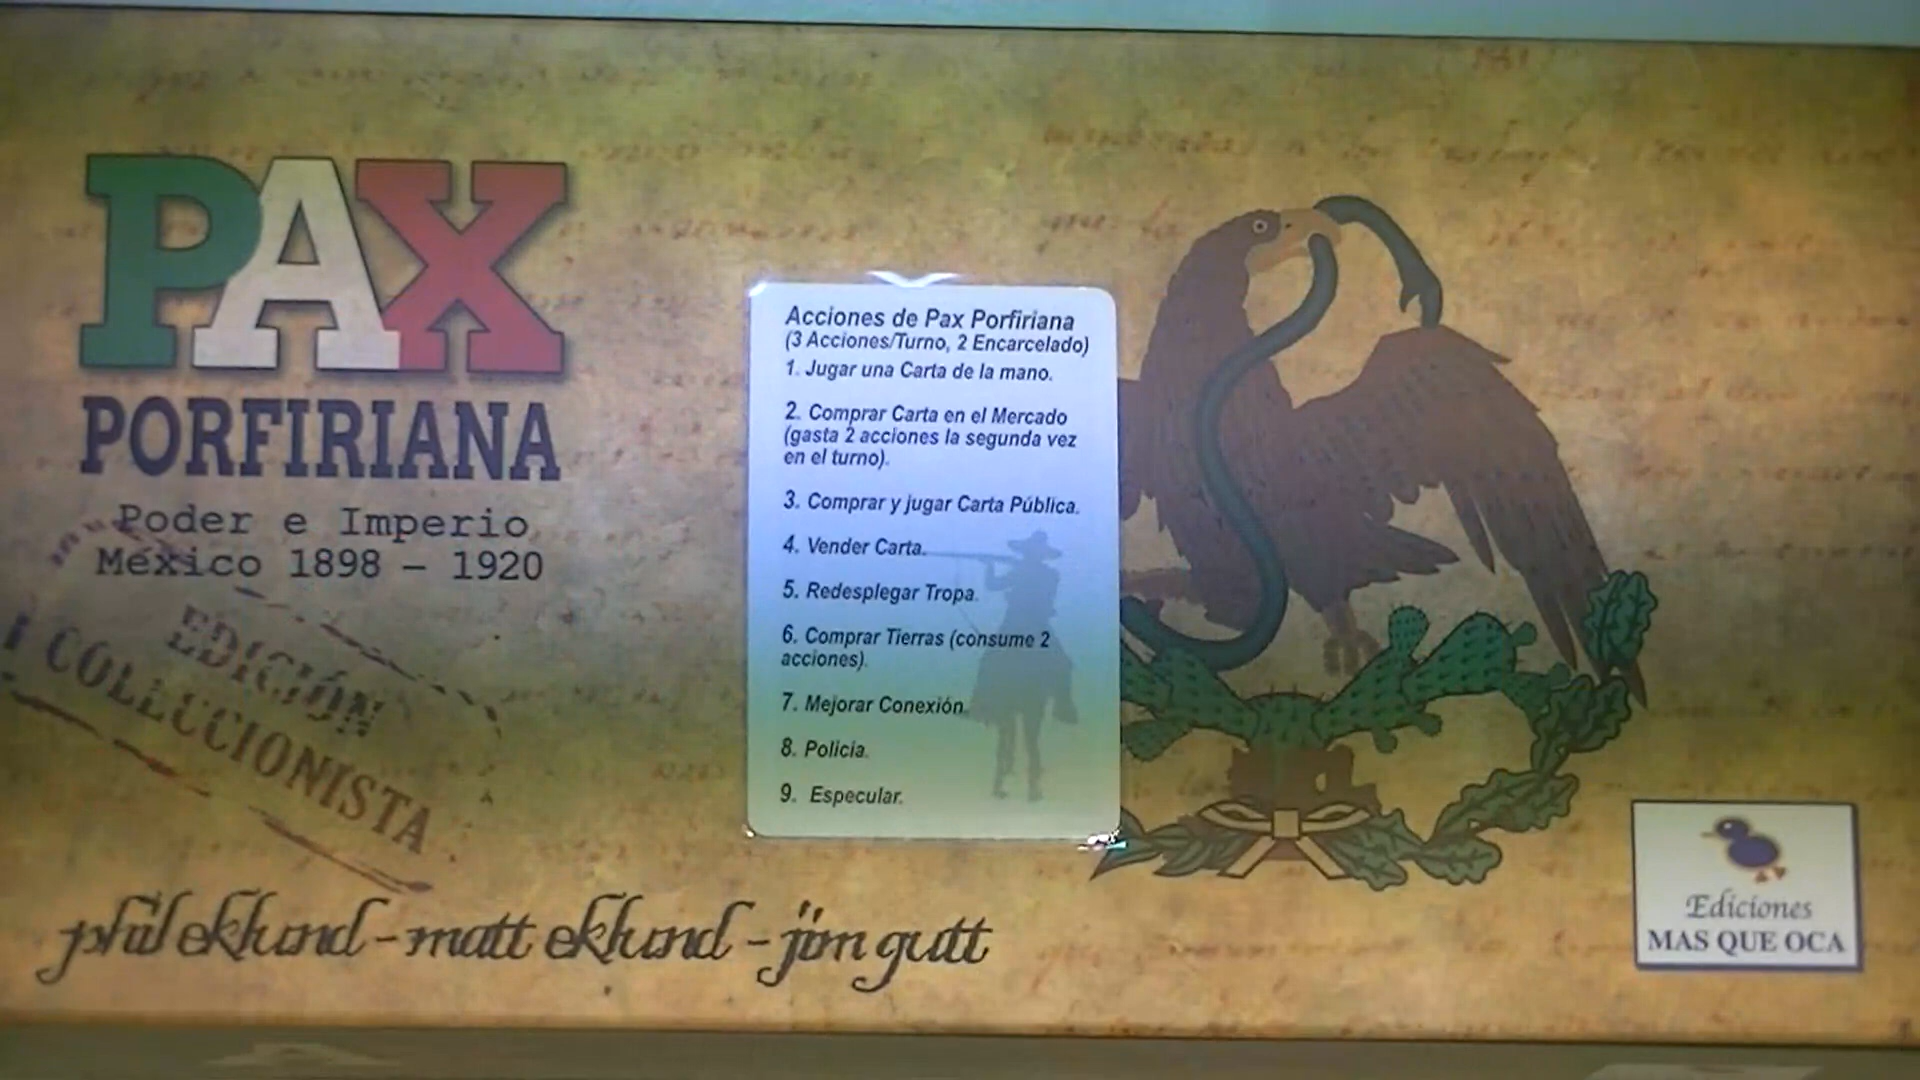 PAX
PORFIRIANA
Poder e Imperio
México 1898 – 1920
EDICIÓN
COLECCIONISTA
phil eklund - matt eklund - jim gutt
Acciones de Pax Porfiriana
(3 Acciones/Turno, 2 Encarcelado)
1. Jugar una Carta de la mano.
2. Comprar Carta en el Mercado
(gasta 2 acciones la segunda vez
en el turno).
3. Comprar y jugar Carta Pública.
4. Vender Carta.
5. Redesplegar Tropa.
6. Comprar Tierras (consume 2
acciones).
7. Mejorar Conexión.
8. Policía.
9. Especular.
Ediciones
MAS QUE OCA